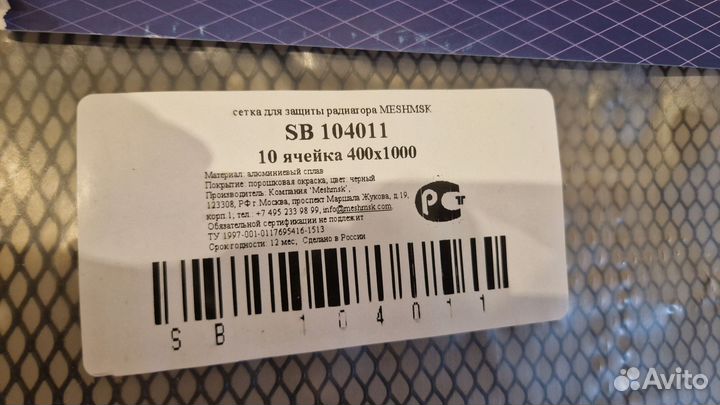 сетка для защиты радиатора MESHMSK
SB 104011
10 ячейка 400x1000
Материал: алюминиевый сплав
Покрытие: порошковая окраска, цвет: черный
Производитель: Компания 'Meshmsk',
123308, РФ г. Москва, проспект Маршала Жукова, д.19,
корп.1, тел.: +7 495 233 98 99, info@meshmsk.com
Обязательной сертификации не подлежит
ТУ 1997-001-0117695416-1513
Срок годности: 12 мес, Сделано в России
РСТ
SB 104011
Avito